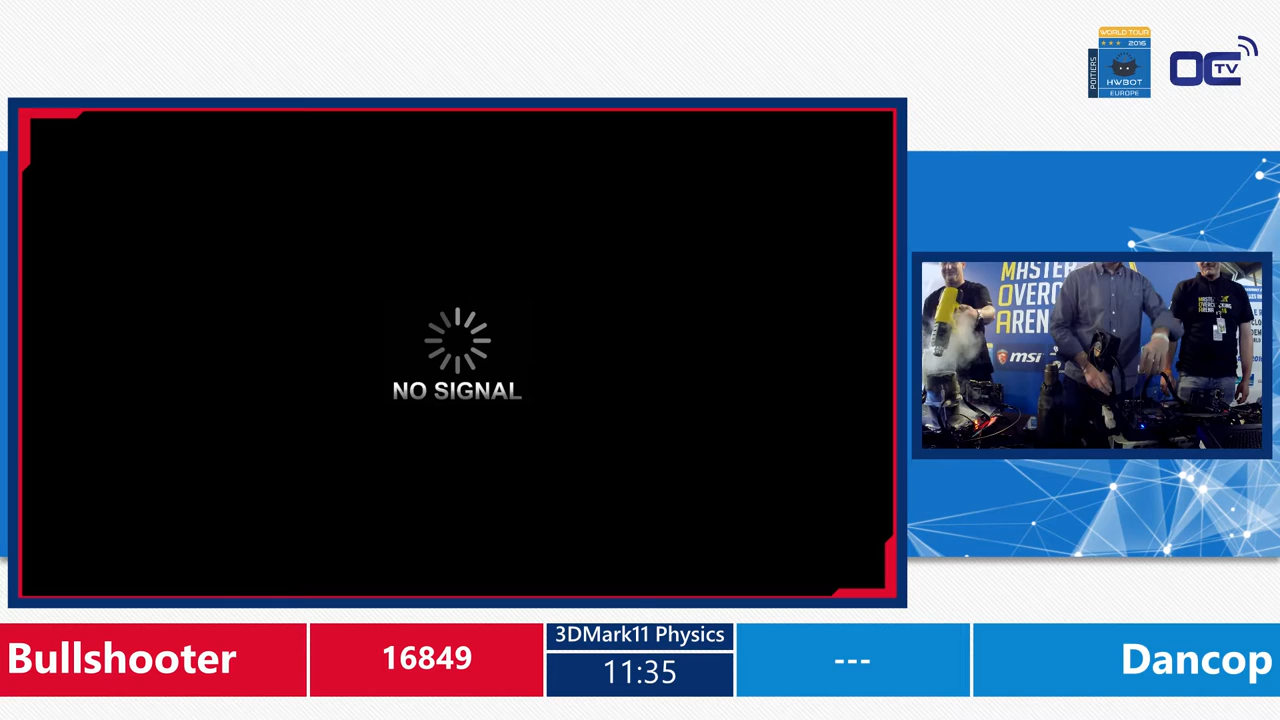 WORLD TOUR
2016
POITIERS
HWBOT
EUROPE
OC
TV
NO SIGNAL
MASTER
OVERC
AREN
msi
Bullshooter
16849
3DMark11 Physics
11:35
---
Dancop